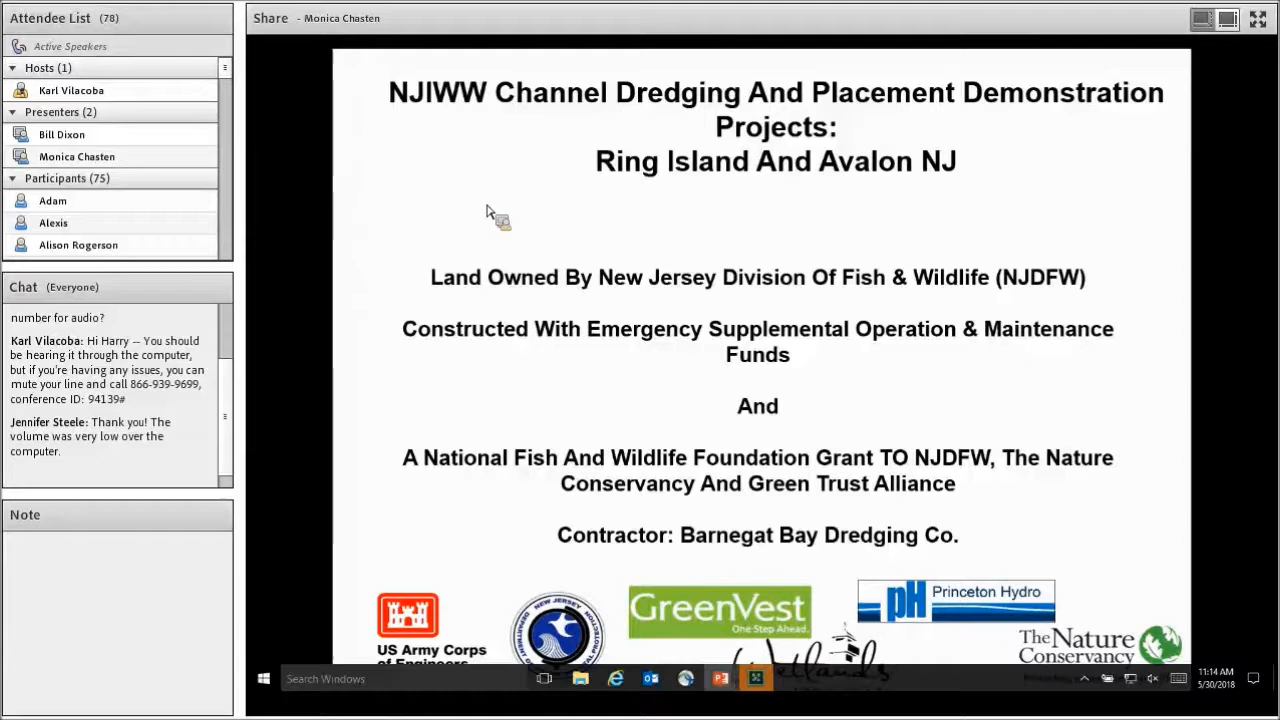 Attendee List (78)
Active Speakers
Hosts (1)
Karl Vilacoba
Presenters (2)
Bill Dixon
Monica Chasten
Participants (75)
Adam
Alexis
Alison Rogerson
Chat (Everyone)
number for audio?
Karl Vilacoba: Hi Harry -- You should
be hearing it through the computer,
but if you're having any issues, you can
mute your line and call 866-939-9699,
conference ID: 94139#
Jennifer Steele: Thank you! The
volume was very low over the
computer.
Note
Share - Monica Chasten
NJIWW Channel Dredging And Placement Demonstration
Projects:
Ring Island And Avalon NJ
Land Owned By New Jersey Division Of Fish & Wildlife (NJDFW)
Constructed With Emergency Supplemental Operation & Maintenance
Funds
And
A National Fish And Wildlife Foundation Grant TO NJDFW, The Nature
Conservancy And Green Trust Alliance
Contractor: Barnegat Bay Dredging Co.
US Army Corps
of Engineers
NEW JERSEY
GreenVest
One Step Ahead.
Wetlands
pH Princeton Hydro
The Nature
Conservancy
Search Windows
11:14 AM
5/30/2018